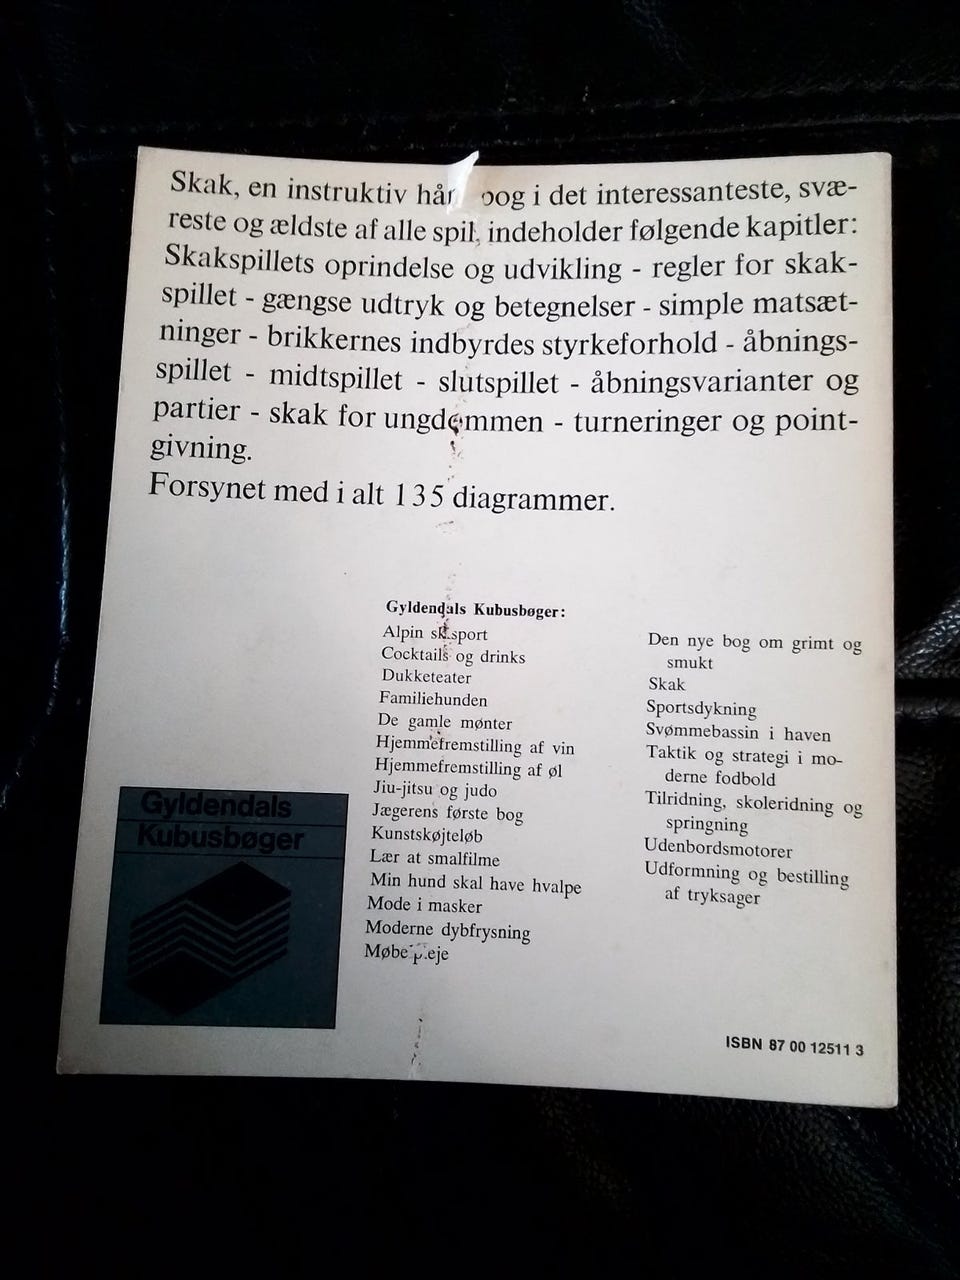 Skak, en instruktiv bog i det interessanteste, svæ-
reste og ældste af alle spil, indeholder følgende kapitler:
Skakspillets oprindelse og udvikling - regler for skak-
spillet - gængse udtryk og betegnelser - simple matsæt-
ninger - brikkernes indbyrdes styrkeforhold - åbnings-
spillet - midtspillet - slutspillet - åbningsvarianter og
partier - skak for ungdommen - turneringer og point-
givning.
Forsynet med i alt 135 diagrammer.
Gyldendals Kubusbøger:
Alpin skisport
Cocktails og drinks
Dukketeater
Familiehunden
De gamle mønter
Hjemmefremstilling af vin
Hjemmefremstilling af øl
Jiu-jitsu og judo
Jægerens første bog
Kunstskøjteløb
Lær at smalfilme
Min hund skal have hvalpe
Mode i masker
Moderne dybfrysning
Møbelpleje
Den nye bog om grimt og
smukt
Skak
Sportsdykning
Svømmebassin i haven
Taktik og strategi i mo-
derne fodbold
Tilridning, skoleridning og
springning
Udenbordsmotorer
Udformning og bestilling
af tryksager
Gyldendals
Kubusbøger
ISBN 87 00 12511 3